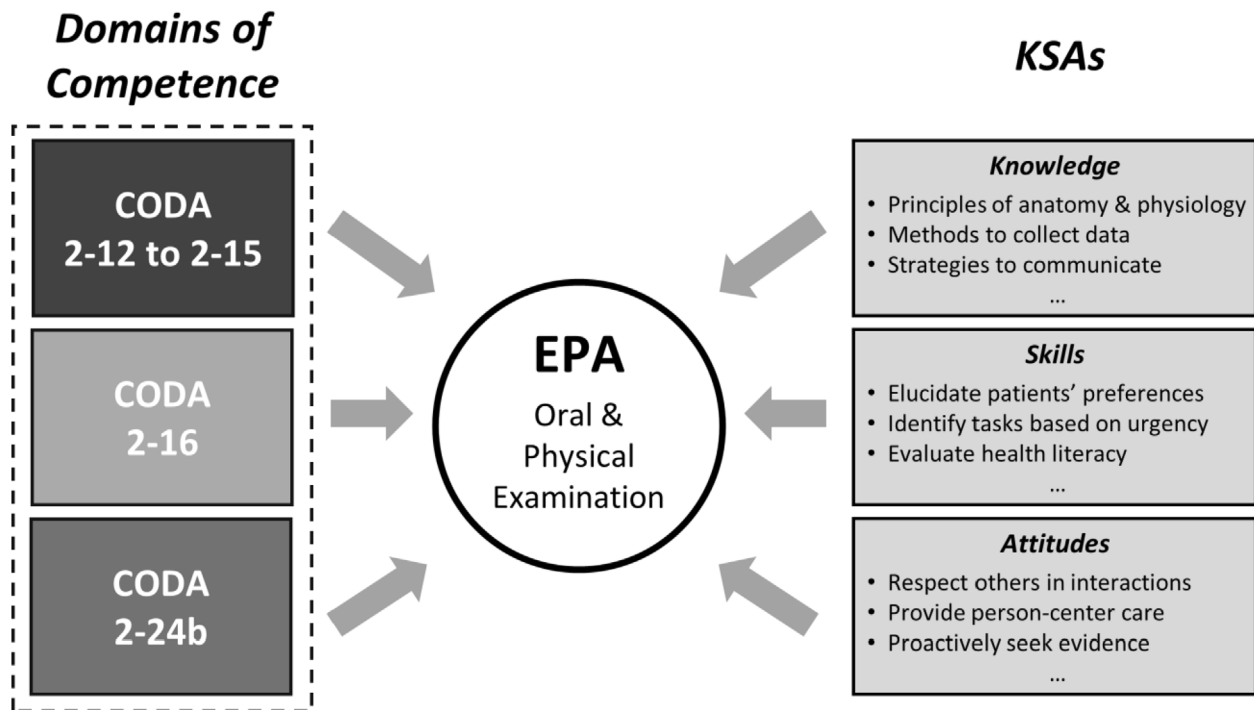 Domains of
Competence
CODA
2-12 to 2-15
CODA
2-16
CODA
2-24b
EPA
Oral &
Physical
Examination
KSAs
Knowledge
• Principles of anatomy & physiology
• Methods to collect data
• Strategies to communicate
...
Skills
• Elucidate patients' preferences
• Identify tasks based on urgency
• Evaluate health literacy
...
Attitudes
• Respect others in interactions
• Provide person-center care
• Proactively seek evidence
...